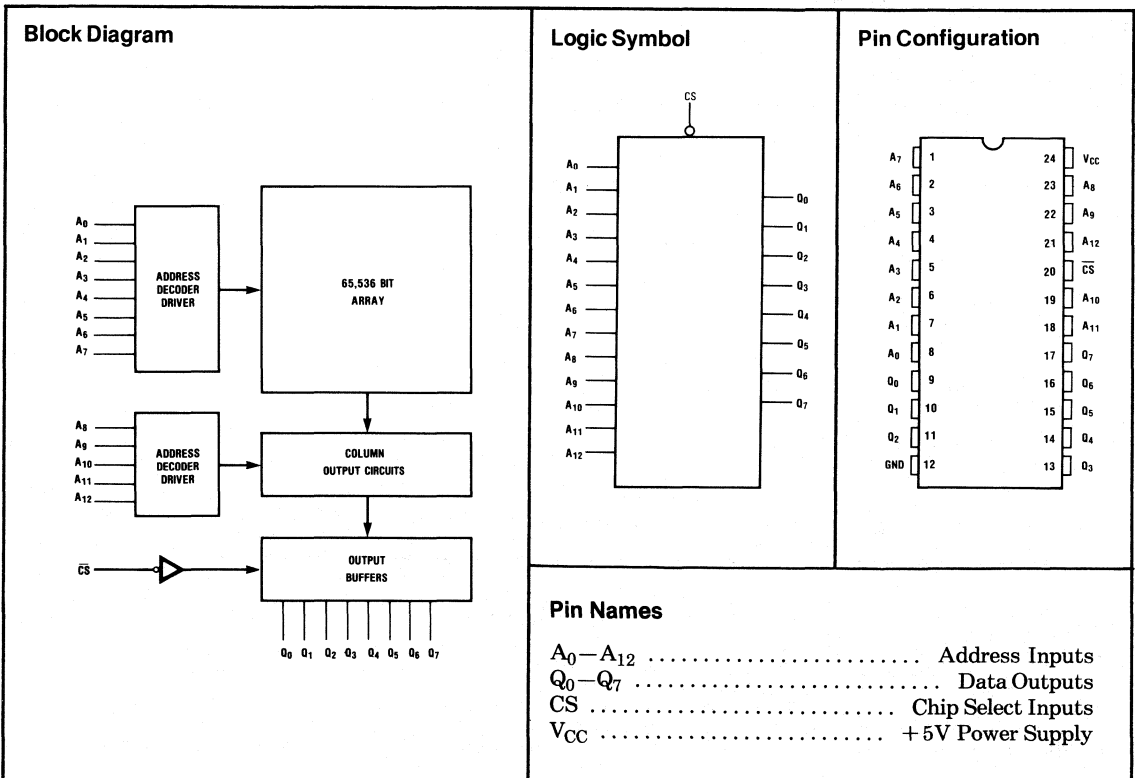 Block Diagram
A0
A1
A2
A3
A4
A5
A6
A7
ADDRESS
DECODER
DRIVER
65,536 BIT
ARRAY
A8
A9
A10
A11
A12
ADDRESS
DECODER
DRIVER
COLUMN
OUTPUT CIRCUITS
C̅S̅
OUTPUT
BUFFERS
Q0 Q1 Q2 Q3 Q4 Q5 Q6 Q7
Logic Symbol
CS
A0
A1
A2
A3
A4
A5
A6
A7
A8
A9
A10
A11
A12
Q0
Q1
Q2
Q3
Q4
Q5
Q6
Q7
Pin Configuration
A7 1 24 VCC
A6 2 23 A8
A5 3 22 A9
A4 4 21 A12
A3 5 20 C̅S̅
A2 6 19 A10
A1 7 18 A11
A0 8 17 Q7
Q0 9 16 Q6
Q1 10 15 Q5
Q2 11 14 Q4
GND 12 13 Q3
Pin Names
A0—A12 ........................ Address Inputs
Q0—Q7 ........................... Data Outputs
CS ........................... Chip Select Inputs
VCC ......................... +5V Power Supply